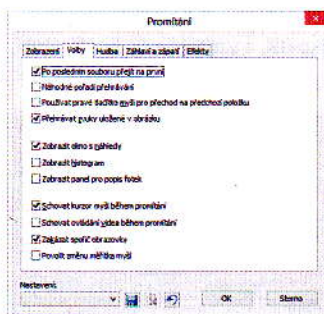 Promítání
Zobrazení Volby Hudba Záhlaví a zápatí Efekty
Po posledním souboru přejít na první
Náhodné pořadí přehrávání
Používat pravé tlačítko myši pro přechod na předchozí položku
Přehrávat zvuky uložené v obrázku
Zobrazit okno s náhledy
Zobrazit histogram
Zobrazit panel pro popis fotek
Schovat kurzor myši během promítání
Schovat ovládání videa během promítání
Zakázat spořič obrazovky
Povolit změnu měřítka myší
Nastavení:
OK Storno